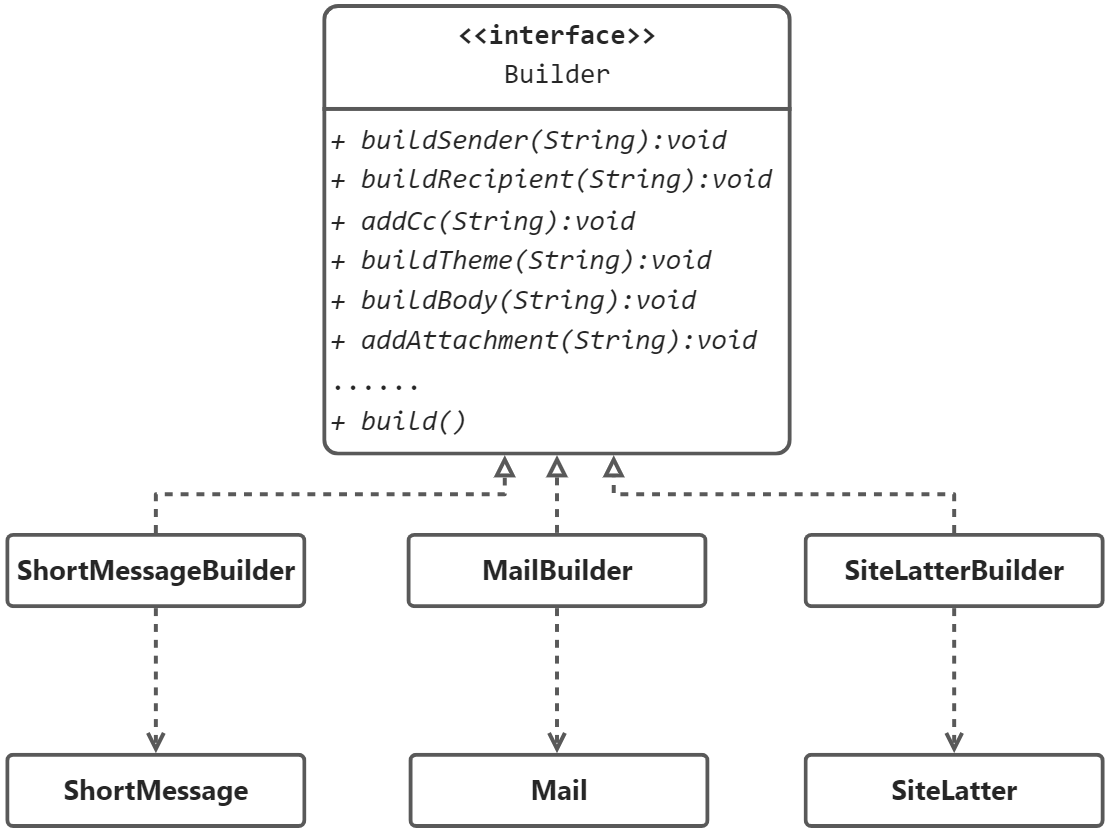 <<interface>>
Builder
+ buildSender(String):void
+ buildRecipient(String):void
+ addCc(String):void
+ buildTheme(String):void
+ buildBody(String):void
+ addAttachment(String):void
......
+ build()
ShortMessageBuilder
MailBuilder
SiteLatterBuilder
ShortMessage
Mail
SiteLatter